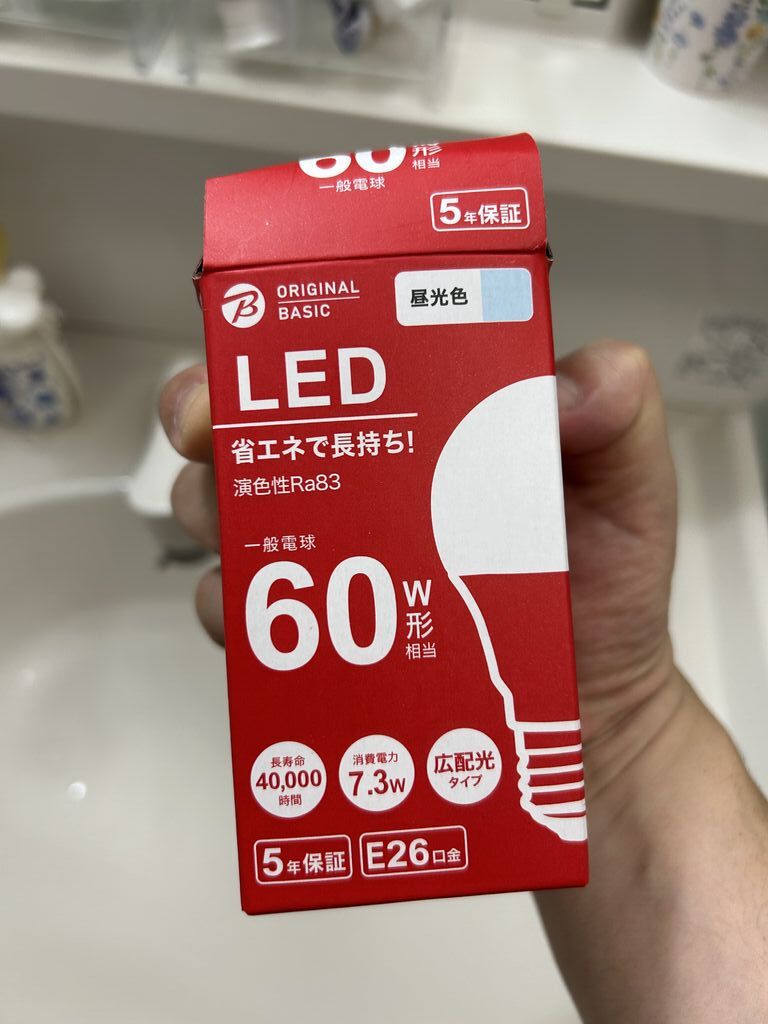 60形
相当
一般電球
5年保証
B
ORIGINAL
BASIC
昼光色
LED
省エネで長持ち!
演色性Ra83
一般電球
60W
形
相当
長寿命
40,000
時間
消費電力
7.3W
広配光
タイプ
5年保証
E26口金